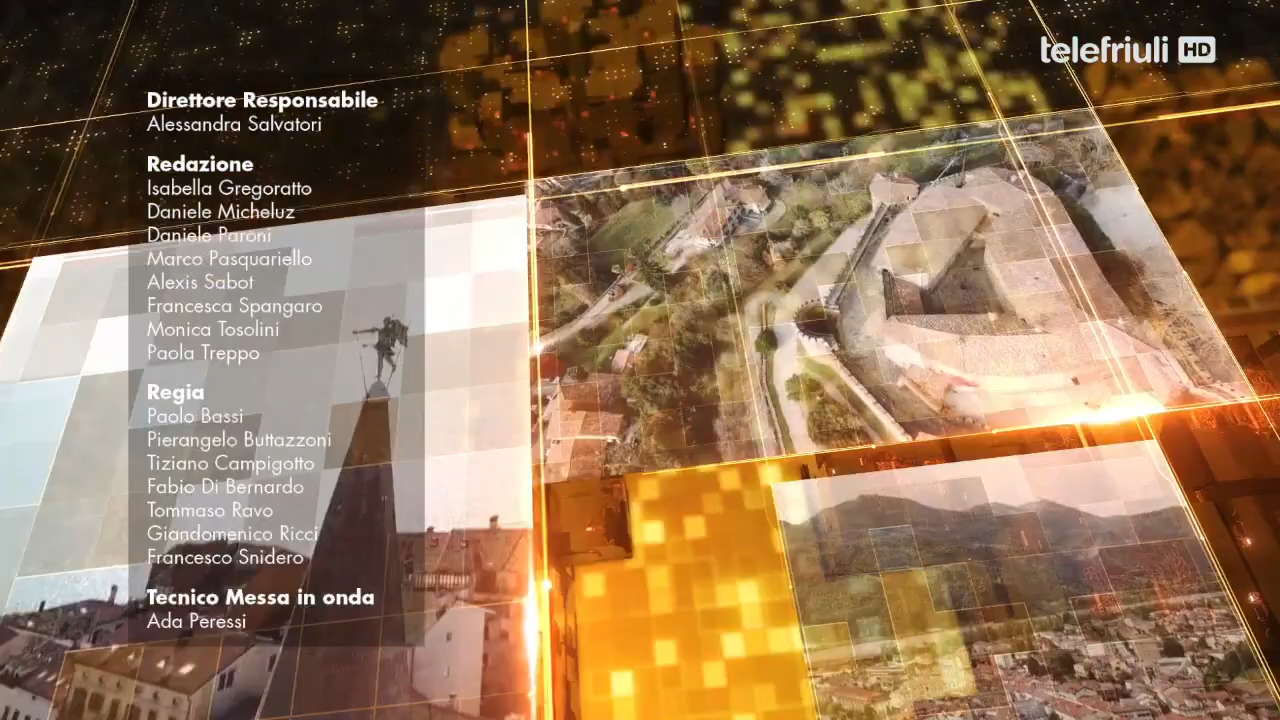 telefriuli HD
Direttore Responsabile
Alessandra Salvatori
Redazione
Isabella Gregoratto
Daniele Micheluz
Daniele Paroni
Marco Pasquariello
Alexis Sabot
Francesca Spangaro
Monica Tosolini
Paola Treppo
Regia
Paolo Bassi
Pierangelo Buttazzoni
Tiziano Campigotto
Fabio Di Bernardo
Tommaso Ravo
Giandomenico Ricci
Francesco Snidero
Tecnico Messa in onda
Ada Peressi